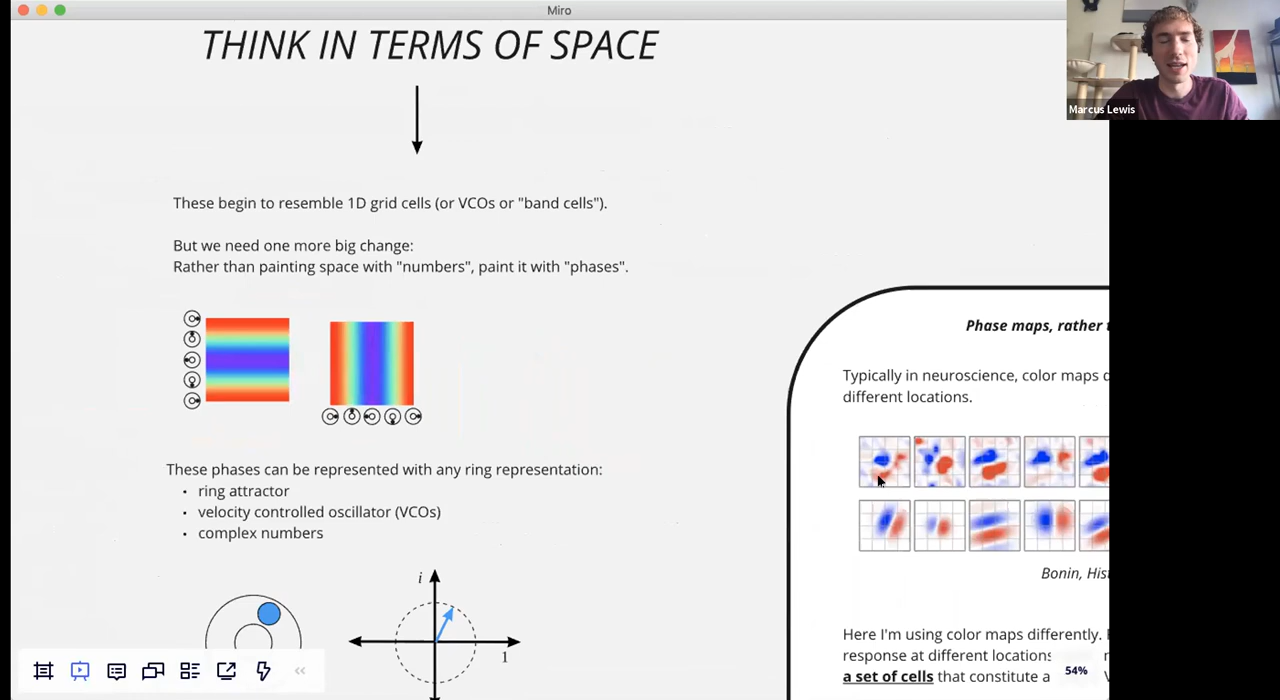 Miro
THINK IN TERMS OF SPACE
Marcus Lewis
These begin to resemble 1D grid cells (or VCOs or "band cells").
But we need one more big change:
Rather than painting space with "numbers", paint it with "phases".
These phases can be represented with any ring representation:
• ring attractor
• velocity controlled oscillator (VCOs)
• complex numbers
i
1
Phase maps, rather
Typically in neuroscience, color maps
different locations.
Bonin, Hist
Here I'm using color maps differently.
response at different locations
a set of cells that constitute a
54%